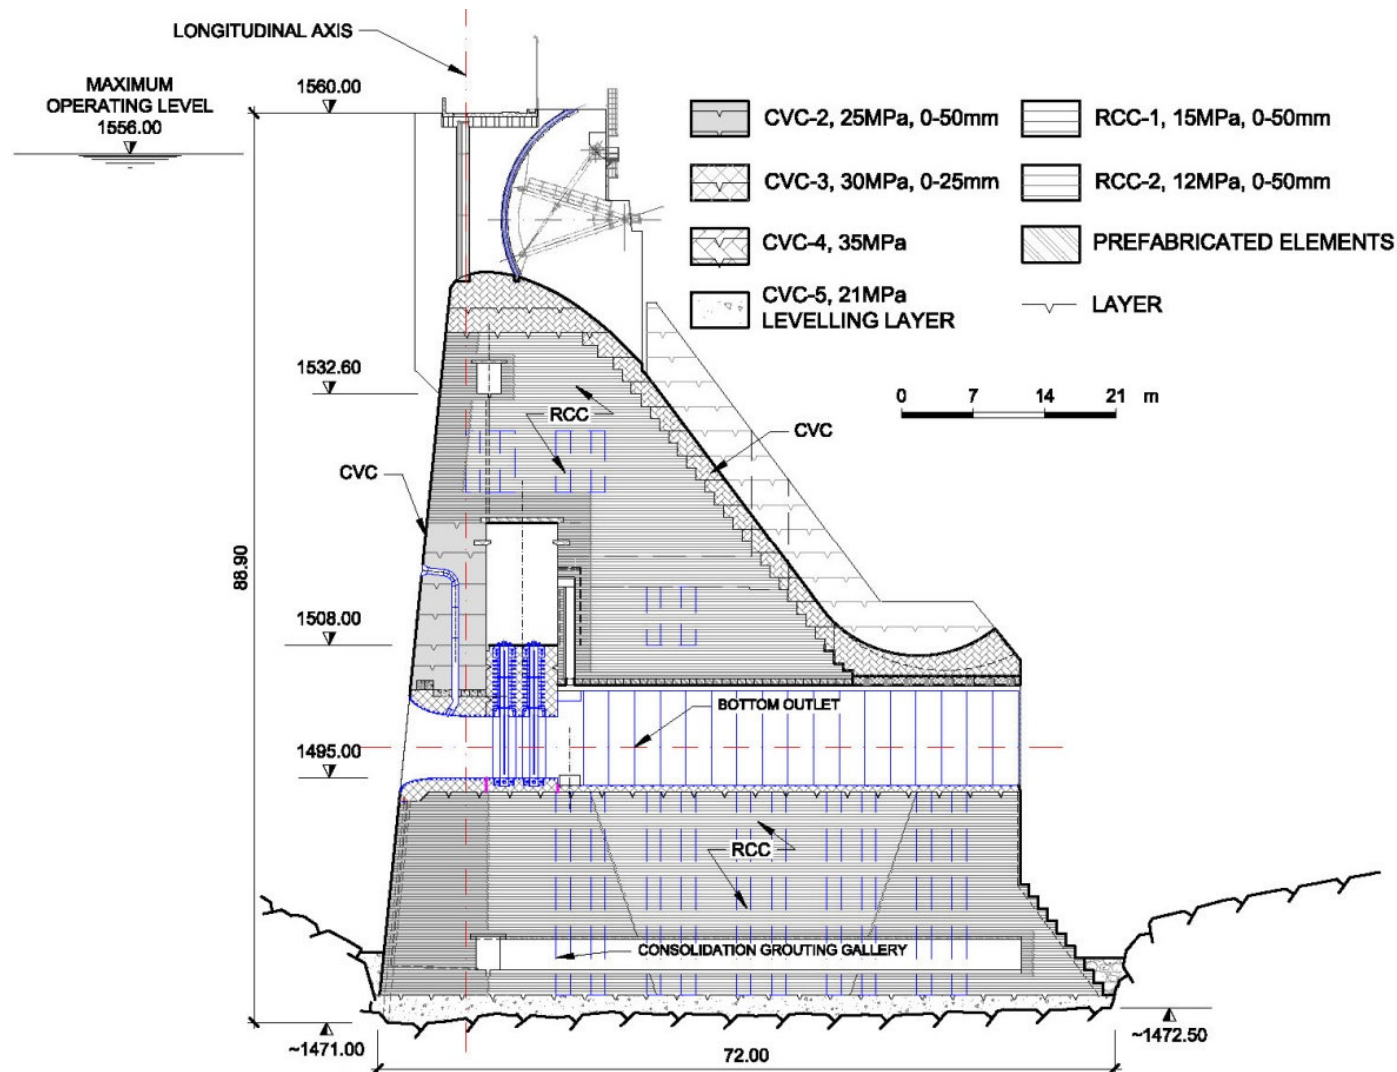 LONGITUDINAL AXIS
MAXIMUM
OPERATING LEVEL
1556.00
1560.00
CVC-2, 25MPa, 0-50mm
RCC-1, 15MPa, 0-50mm
CVC-3, 30MPa, 0-25mm
RCC-2, 12MPa, 0-50mm
CVC-4, 35MPa
PREFABRICATED ELEMENTS
CVC-5, 21MPa
LEVELLING LAYER
LAYER
1532.60
0 7 14 21 m
RCC
CVC
CVC
88.90
1508.00
BOTTOM OUTLET
1495.00
RCC
CONSOLIDATION GROUTING GALLERY
~1471.00
72.00
~1472.50